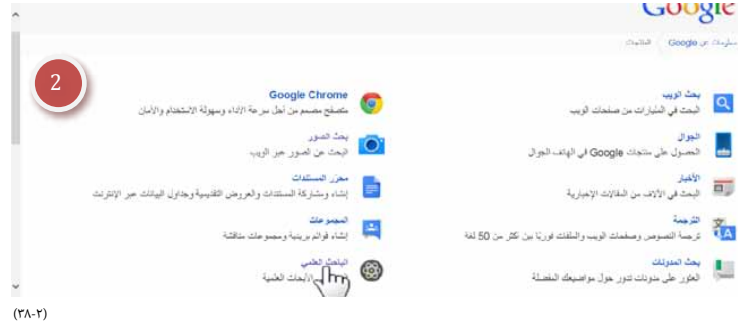 Google
معلومات عن Google
المنتجات
2
بحث الويب
البحث في المليارات من صفحات الويب
الجوال
الحصول على منتجات Google في الهاتف الجوال
الأخبار
البحث في الآلاف من المقالات الإخبارية
الترجمة
ترجمة النصوص وصفحات الويب والملفات فوريًا بين أكثر من 50 لغة
بحث المدونات
العثور على مدونات تدور حول مواضيعك المفضلة
Google Chrome
متصفح مصمم من أجل سرعة الأداء وسهولة الاستخدام والأمان
بحث الصور
البحث عن الصور عبر الويب
محرّر المستندات
إنشاء ومشاركة المستندات والعروض التقديمية وجداول البيانات عبر الإنترنت
المجموعات
إنشاء قوائم بريدية ومجموعات مناقشة
الباحث العلمي
الأبحاث العلمية
(٣٨-٢)